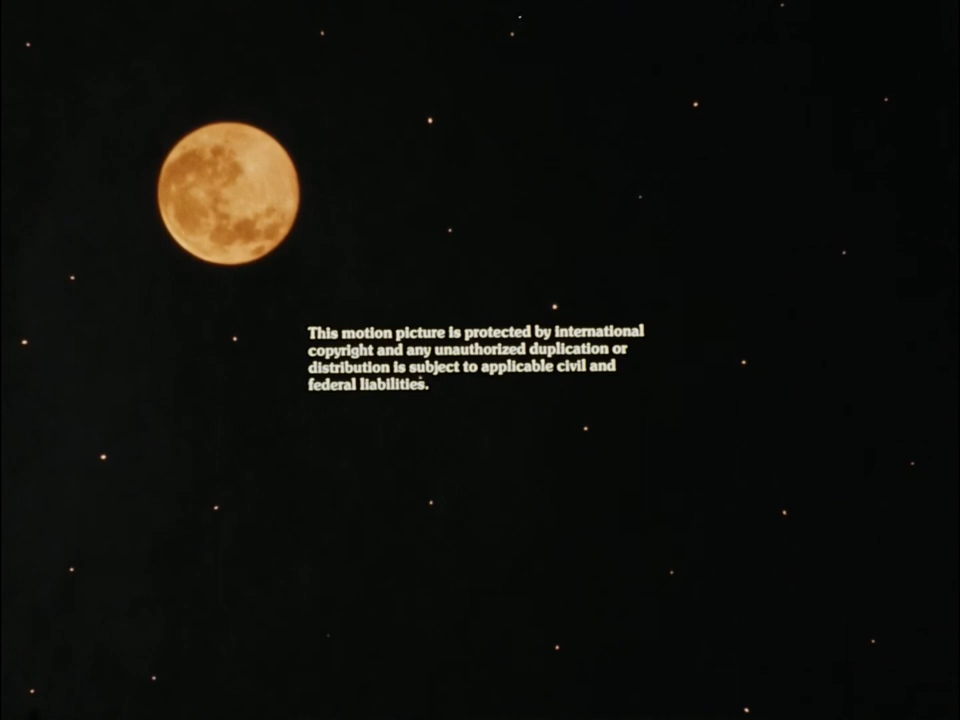 This motion picture is protected by international
copyright and any unauthorized duplication or
distribution is subject to applicable civil and
federal liabilities.